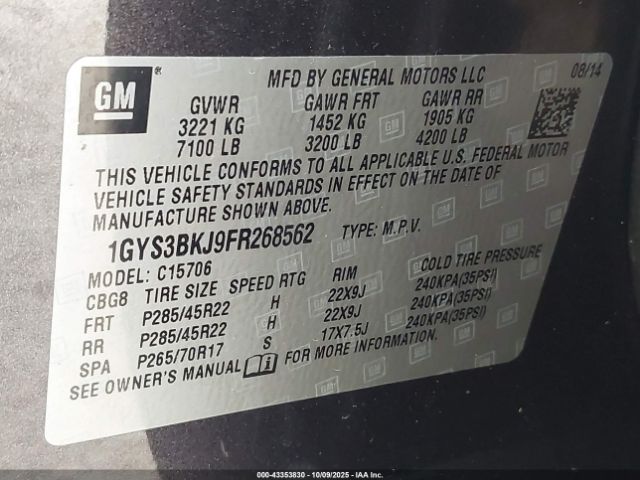 GM ® MFD BY GENERAL MOTORS LLC 08/14
GVWR GAWR FRT GAWR RR
3221 KG 1452 KG 1905 KG
7100 LB 3200 LB 4200 LB
THIS VEHICLE CONFORMS TO ALL APPLICABLE U.S. FEDERAL MOTOR
VEHICLE SAFETY STANDARDS IN EFFECT ON THE DATE OF
MANUFACTURE SHOWN ABOVE.
1GYS3BKJ9FR268562 TYPE: M.P.V.
MODEL: C15706
CBG8 TIRE SIZE SPEED RTG RIM COLD TIRE PRESSURE
FRT P285/45R22 H 22X9J 240KPA(35PSI)
RR P285/45R22 H 22X9J 240KPA(35PSI)
SPA P265/70R17 S 17X7.5J 240KPA(35PSI)
SEE OWNER'S MANUAL FOR MORE INFORMATION.
000-43353830 - 10/09/2025 - IAA Inc.